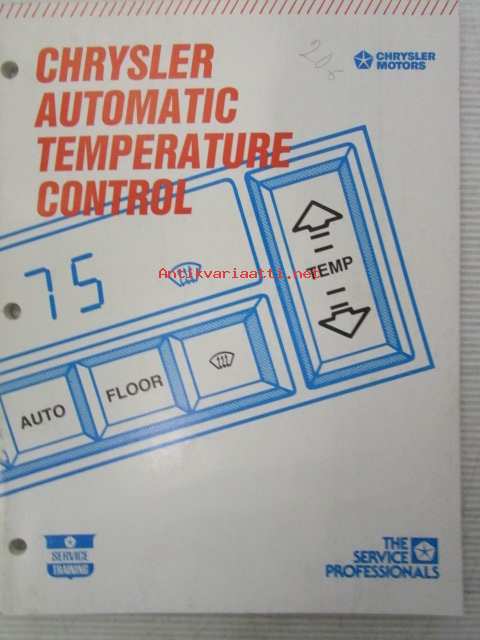 CHRYSLER
AUTOMATIC
TEMPERATURE
CONTROL
CHRYSLER
MOTORS
75
TEMP
Antikvariaatti.net
AUTO
FLOOR
SERVICE
TRAINING
THE
SERVICE
PROFESSIONALS